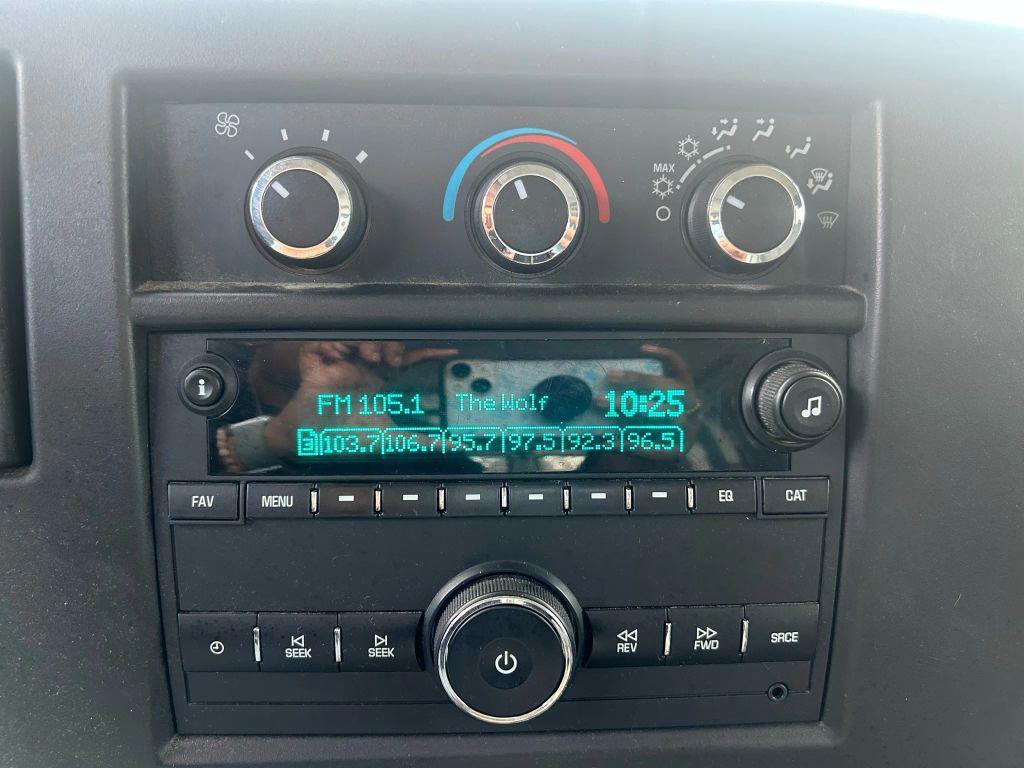 MAX
i
FM 105.1 The Wolf 10:25
3 103.7 106.7 95.7 97.5 92.3 96.5
FAV MENU EQ CAT
SEEK SEEK REV FWD SRCE